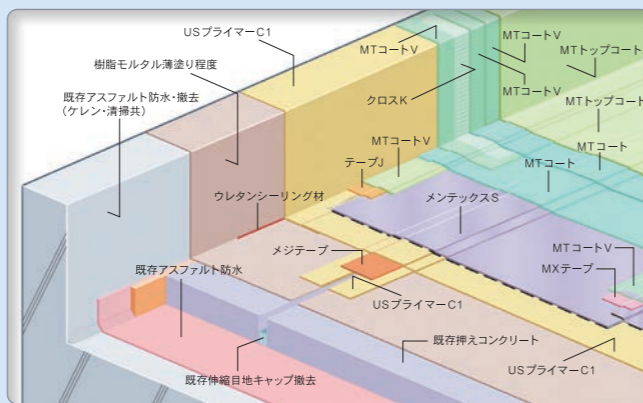 USプライマーC1
MTコートV
MTコートV
MTトップコート
樹脂モルタル薄塗り程度
既存アスファルト防水・撤去
(ケレン・清掃共)
クロスK
MTコートV
MTトップコート
MTコート
テープJ
MTコートV
MTコート
メンテックスS
ウレタンシーリング材
メジテープ
既存アスファルト防水
USプライマーC1
MTコートV
MXテープ
既存押えコンクリート
既存伸縮目地キャップ撤去
USプライマーC1